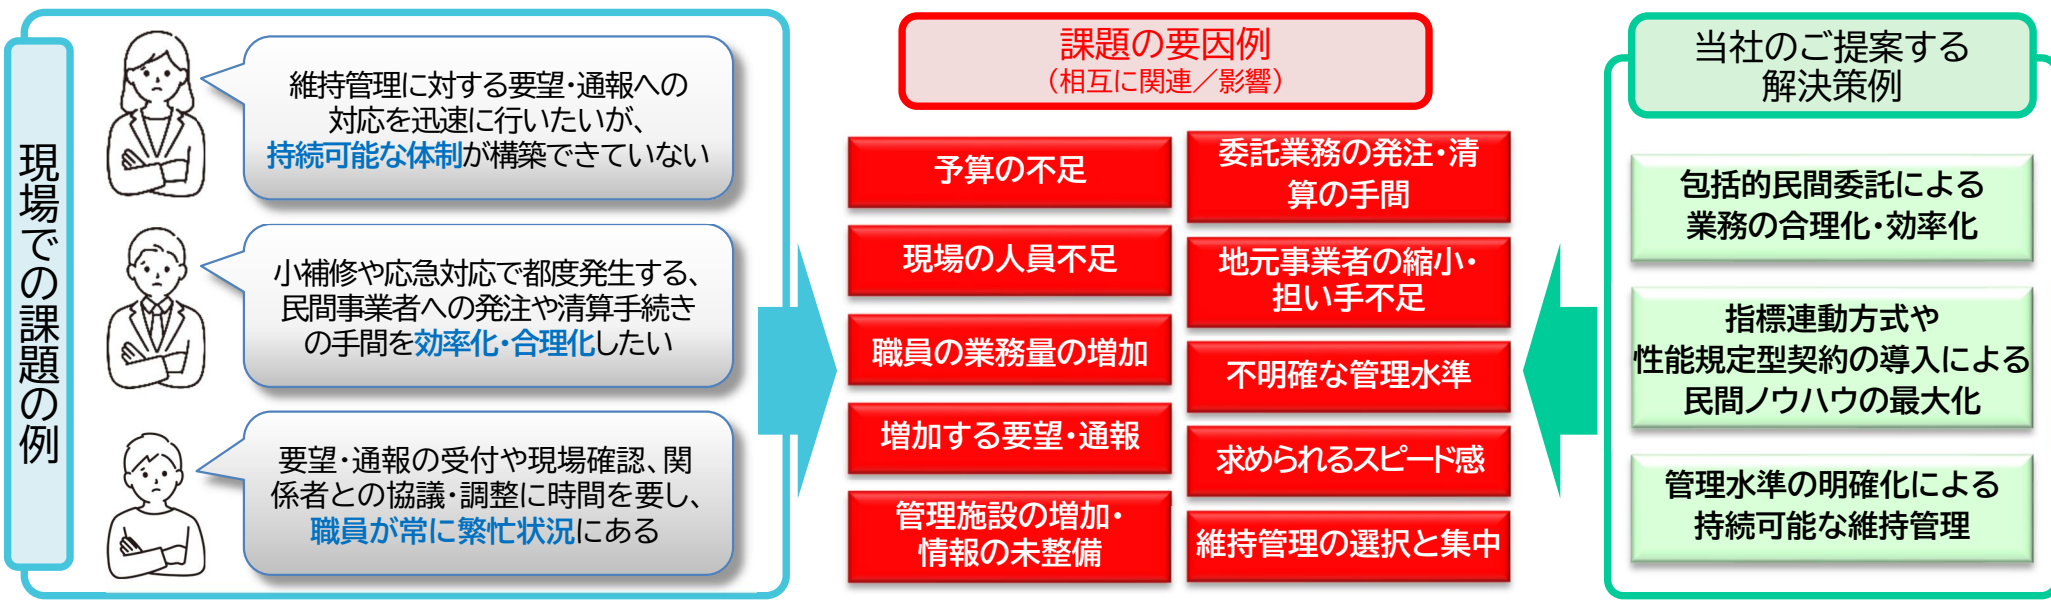 現場での課題の例
維持管理に対する要望・通報への
対応を迅速に行いたいが、
持続可能な体制が構築できていない
小補修や応急対応で都度発生する、
民間事業者への発注や清算手続き
の手間を効率化・合理化したい
要望・通報の受付や現場確認、関
係者との協議・調整に時間を要し、
職員が常に繁忙状況にある
課題の要因例
（相互に関連／影響）
予算の不足
現場の人員不足
職員の業務量の増加
増加する要望・通報
管理施設の増加・
情報の未整備
委託業務の発注・清
算の手間
地元事業者の縮小・
担い手不足
不明確な管理水準
求められるスピード感
維持管理の選択と集中
当社のご提案する
解決策例
包括的民間委託による
業務の合理化・効率化
指標連動方式や
性能規定型契約の導入による
民間ノウハウの最大化
管理水準の明確化による
持続可能な維持管理